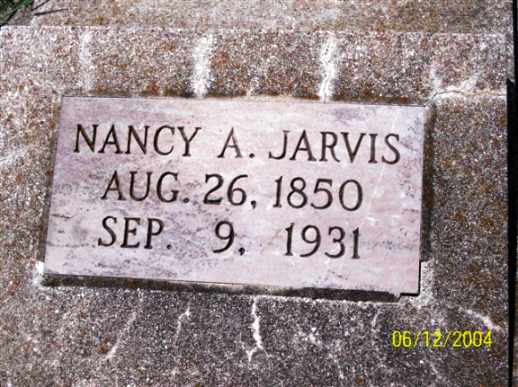 NANCY A. JARVIS
AUG. 26, 1850
SEP. 9, 1931
06/12/2004